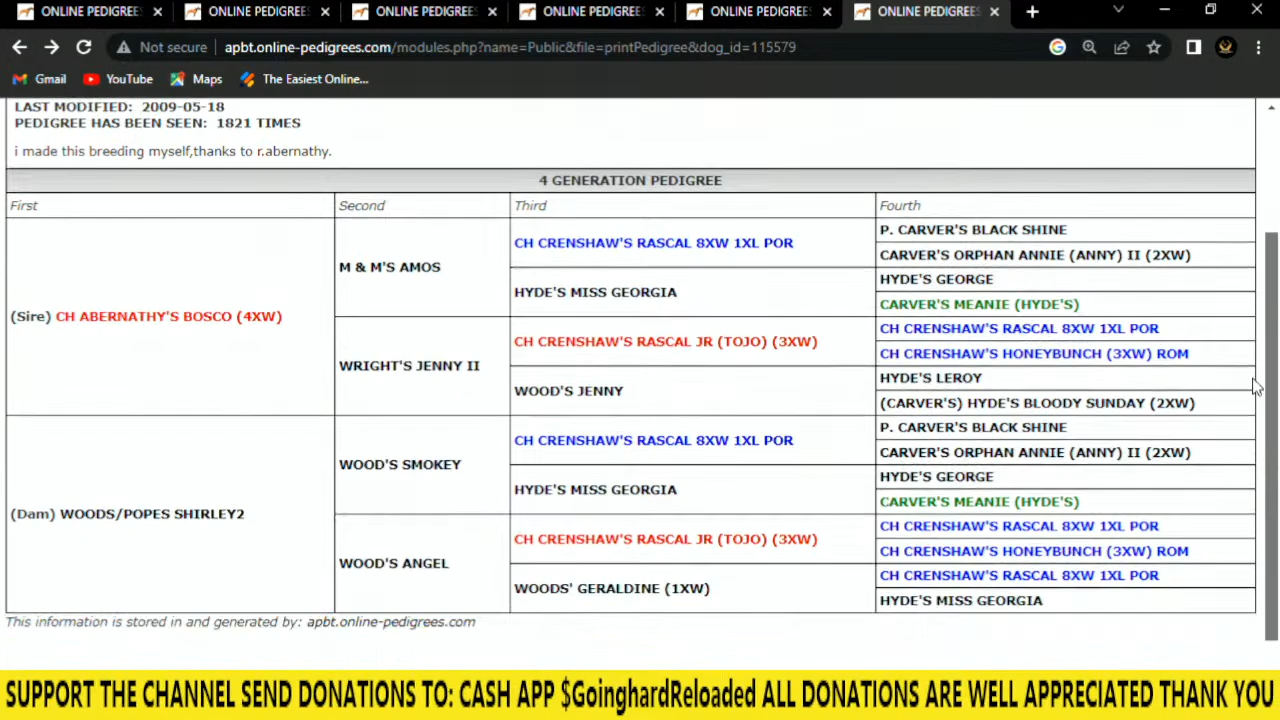 ONLINE PEDIGREES ONLINE PEDIGREES ONLINE PEDIGREES ONLINE PEDIGREES ONLINE PEDIGREES ONLINE PEDIGREES
Not secure apbt.online-pedigrees.com/modules.php?name=Public&file=printPedigree&dog_id=115579
Gmail YouTube Maps The Easiest Online...
LAST MODIFIED: 2009-05-18
PEDIGREE HAS BEEN SEEN: 1821 TIMES
i made this breeding myself,thanks to r.abernathy.
4 GENERATION PEDIGREE
First Second Third Fourth
(Sire) CH ABERNATHY'S BOSCO (4XW)
M & M'S AMOS
CH CRENSHAW'S RASCAL 8XW 1XL POR
P. CARVER'S BLACK SHINE
CARVER'S ORPHAN ANNIE (ANNY) II (2XW)
HYDE'S MISS GEORGIA
HYDE'S GEORGE
CARVER'S MEANIE (HYDE'S)
WRIGHT'S JENNY II
CH CRENSHAW'S RASCAL JR (TOJO) (3XW)
CH CRENSHAW'S RASCAL 8XW 1XL POR
CH CRENSHAW'S HONEYBUNCH (3XW) ROM
WOOD'S JENNY
HYDE'S LEROY
(CARVER'S) HYDE'S BLOODY SUNDAY (2XW)
(Dam) WOODS/POPES SHIRLEY2
WOOD'S SMOKEY
CH CRENSHAW'S RASCAL 8XW 1XL POR
P. CARVER'S BLACK SHINE
CARVER'S ORPHAN ANNIE (ANNY) II (2XW)
HYDE'S MISS GEORGIA
HYDE'S GEORGE
CARVER'S MEANIE (HYDE'S)
WOOD'S ANGEL
CH CRENSHAW'S RASCAL JR (TOJO) (3XW)
CH CRENSHAW'S RASCAL 8XW 1XL POR
CH CRENSHAW'S HONEYBUNCH (3XW) ROM
WOODS' GERALDINE (1XW)
CH CRENSHAW'S RASCAL 8XW 1XL POR
HYDE'S MISS GEORGIA
This information is stored in and generated by: apbt.online-pedigrees.com
SUPPORT THE CHANNEL SEND DONATIONS TO: CASH APP $GoinghardReloaded ALL DONATIONS ARE WELL APPRECIATED THANK YOU